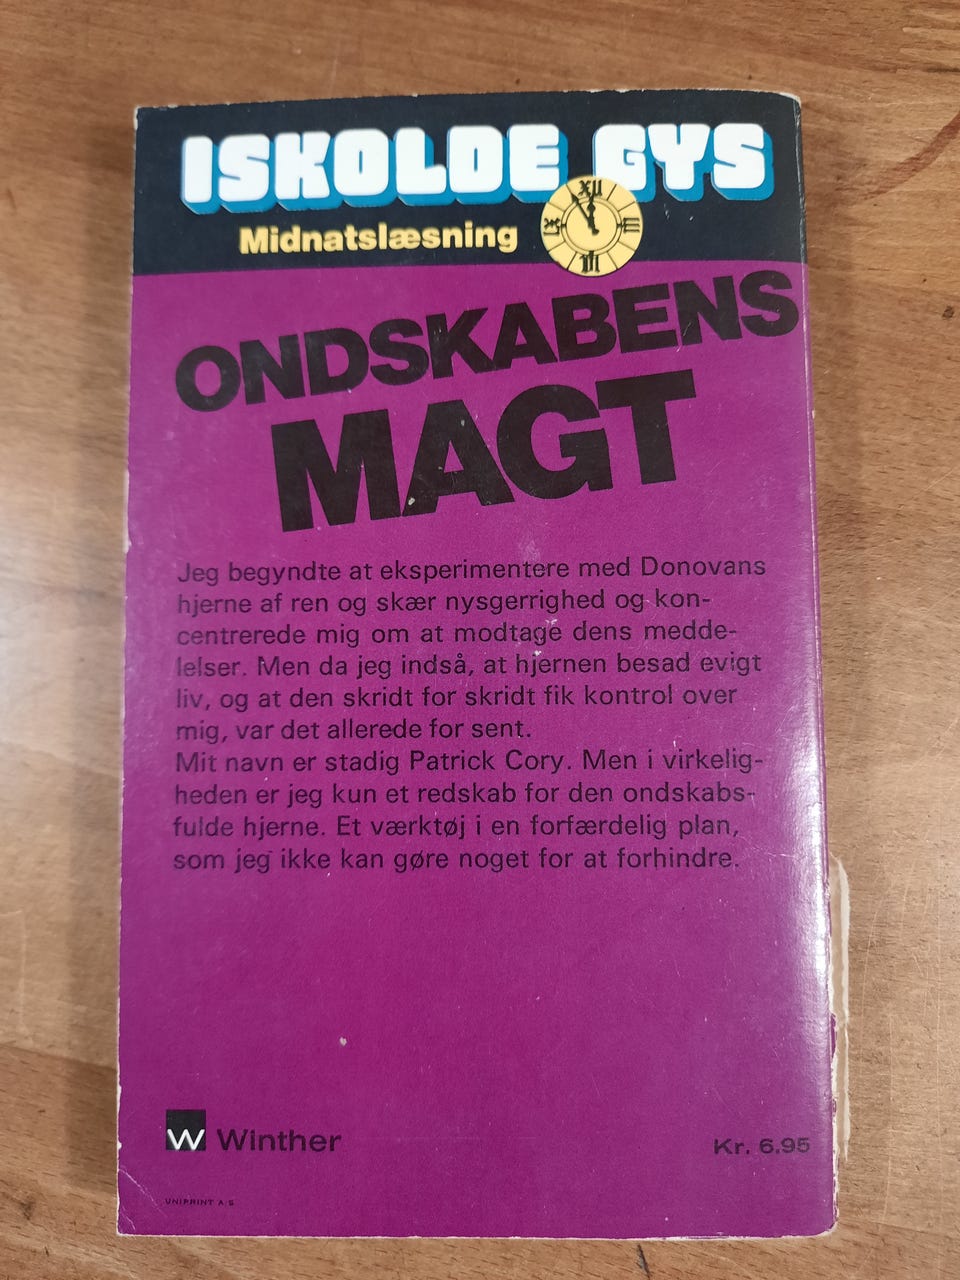 ISKOLDE GYS
Midnatslæsning
XII
III
VI
IX
ONDSKABENS
MAGT
Jeg begyndte at eksperimentere med Donovans
hjerne af ren og skær nysgerrighed og kon-
centrerede mig om at modtage dens medde-
lelser. Men da jeg indså, at hjernen besad evigt
liv, og at den skridt for skridt fik kontrol over
mig, var det allerede for sent.
Mit navn er stadig Patrick Cory. Men i virkelig-
heden er jeg kun et redskab for den ondskabs-
fulde hjerne. Et værktøj i en forfærdelig plan,
som jeg ikke kan gøre noget for at forhindre.
W Winther
Kr. 6.95
UNIPRINT A/S